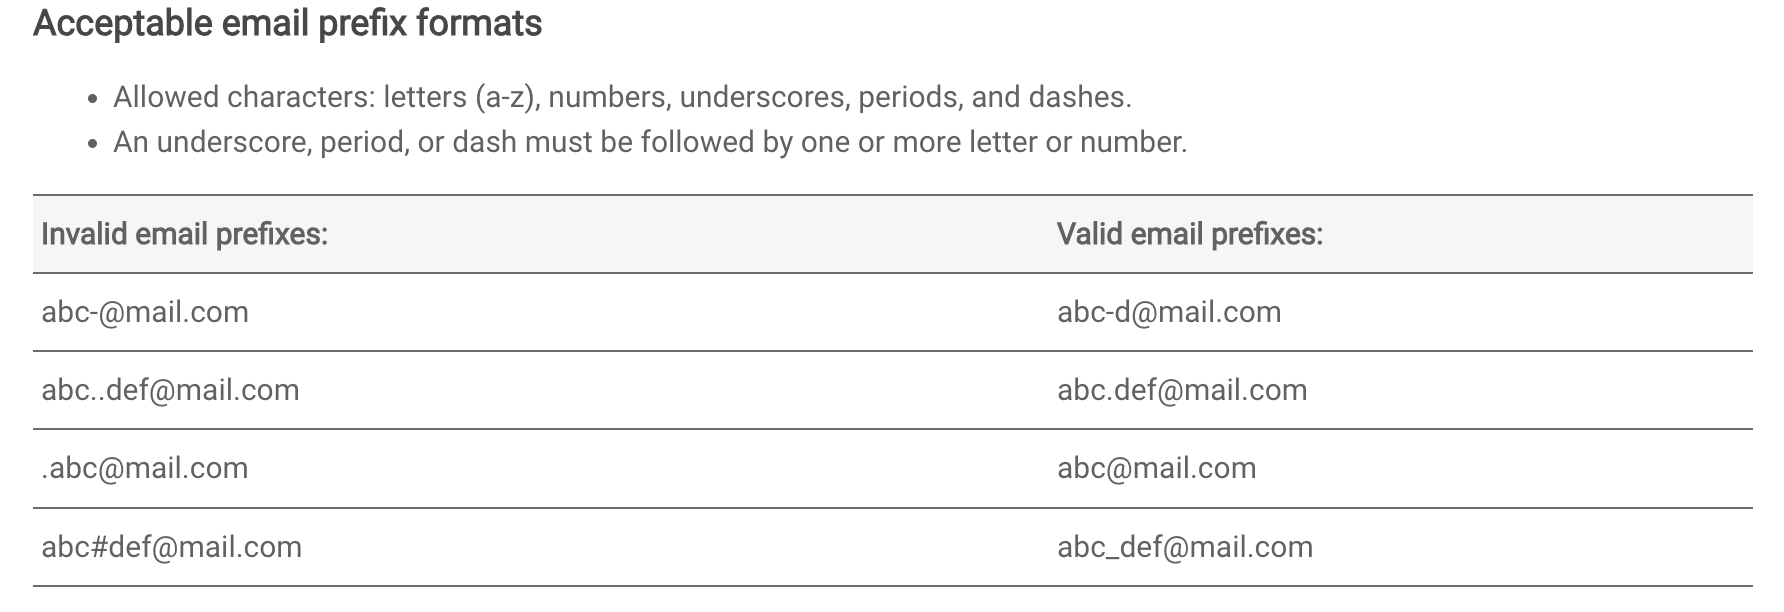 Acceptable email prefix formats
• Allowed characters: letters (a-z), numbers, underscores, periods, and dashes.
• An underscore, period, or dash must be followed by one or more letter or number.
Invalid email prefixes: Valid email prefixes:
abc-@mail.com abc-d@mail.com
abc..def@mail.com abc.def@mail.com
.abc@mail.com abc@mail.com
abc#def@mail.com abc_def@mail.com